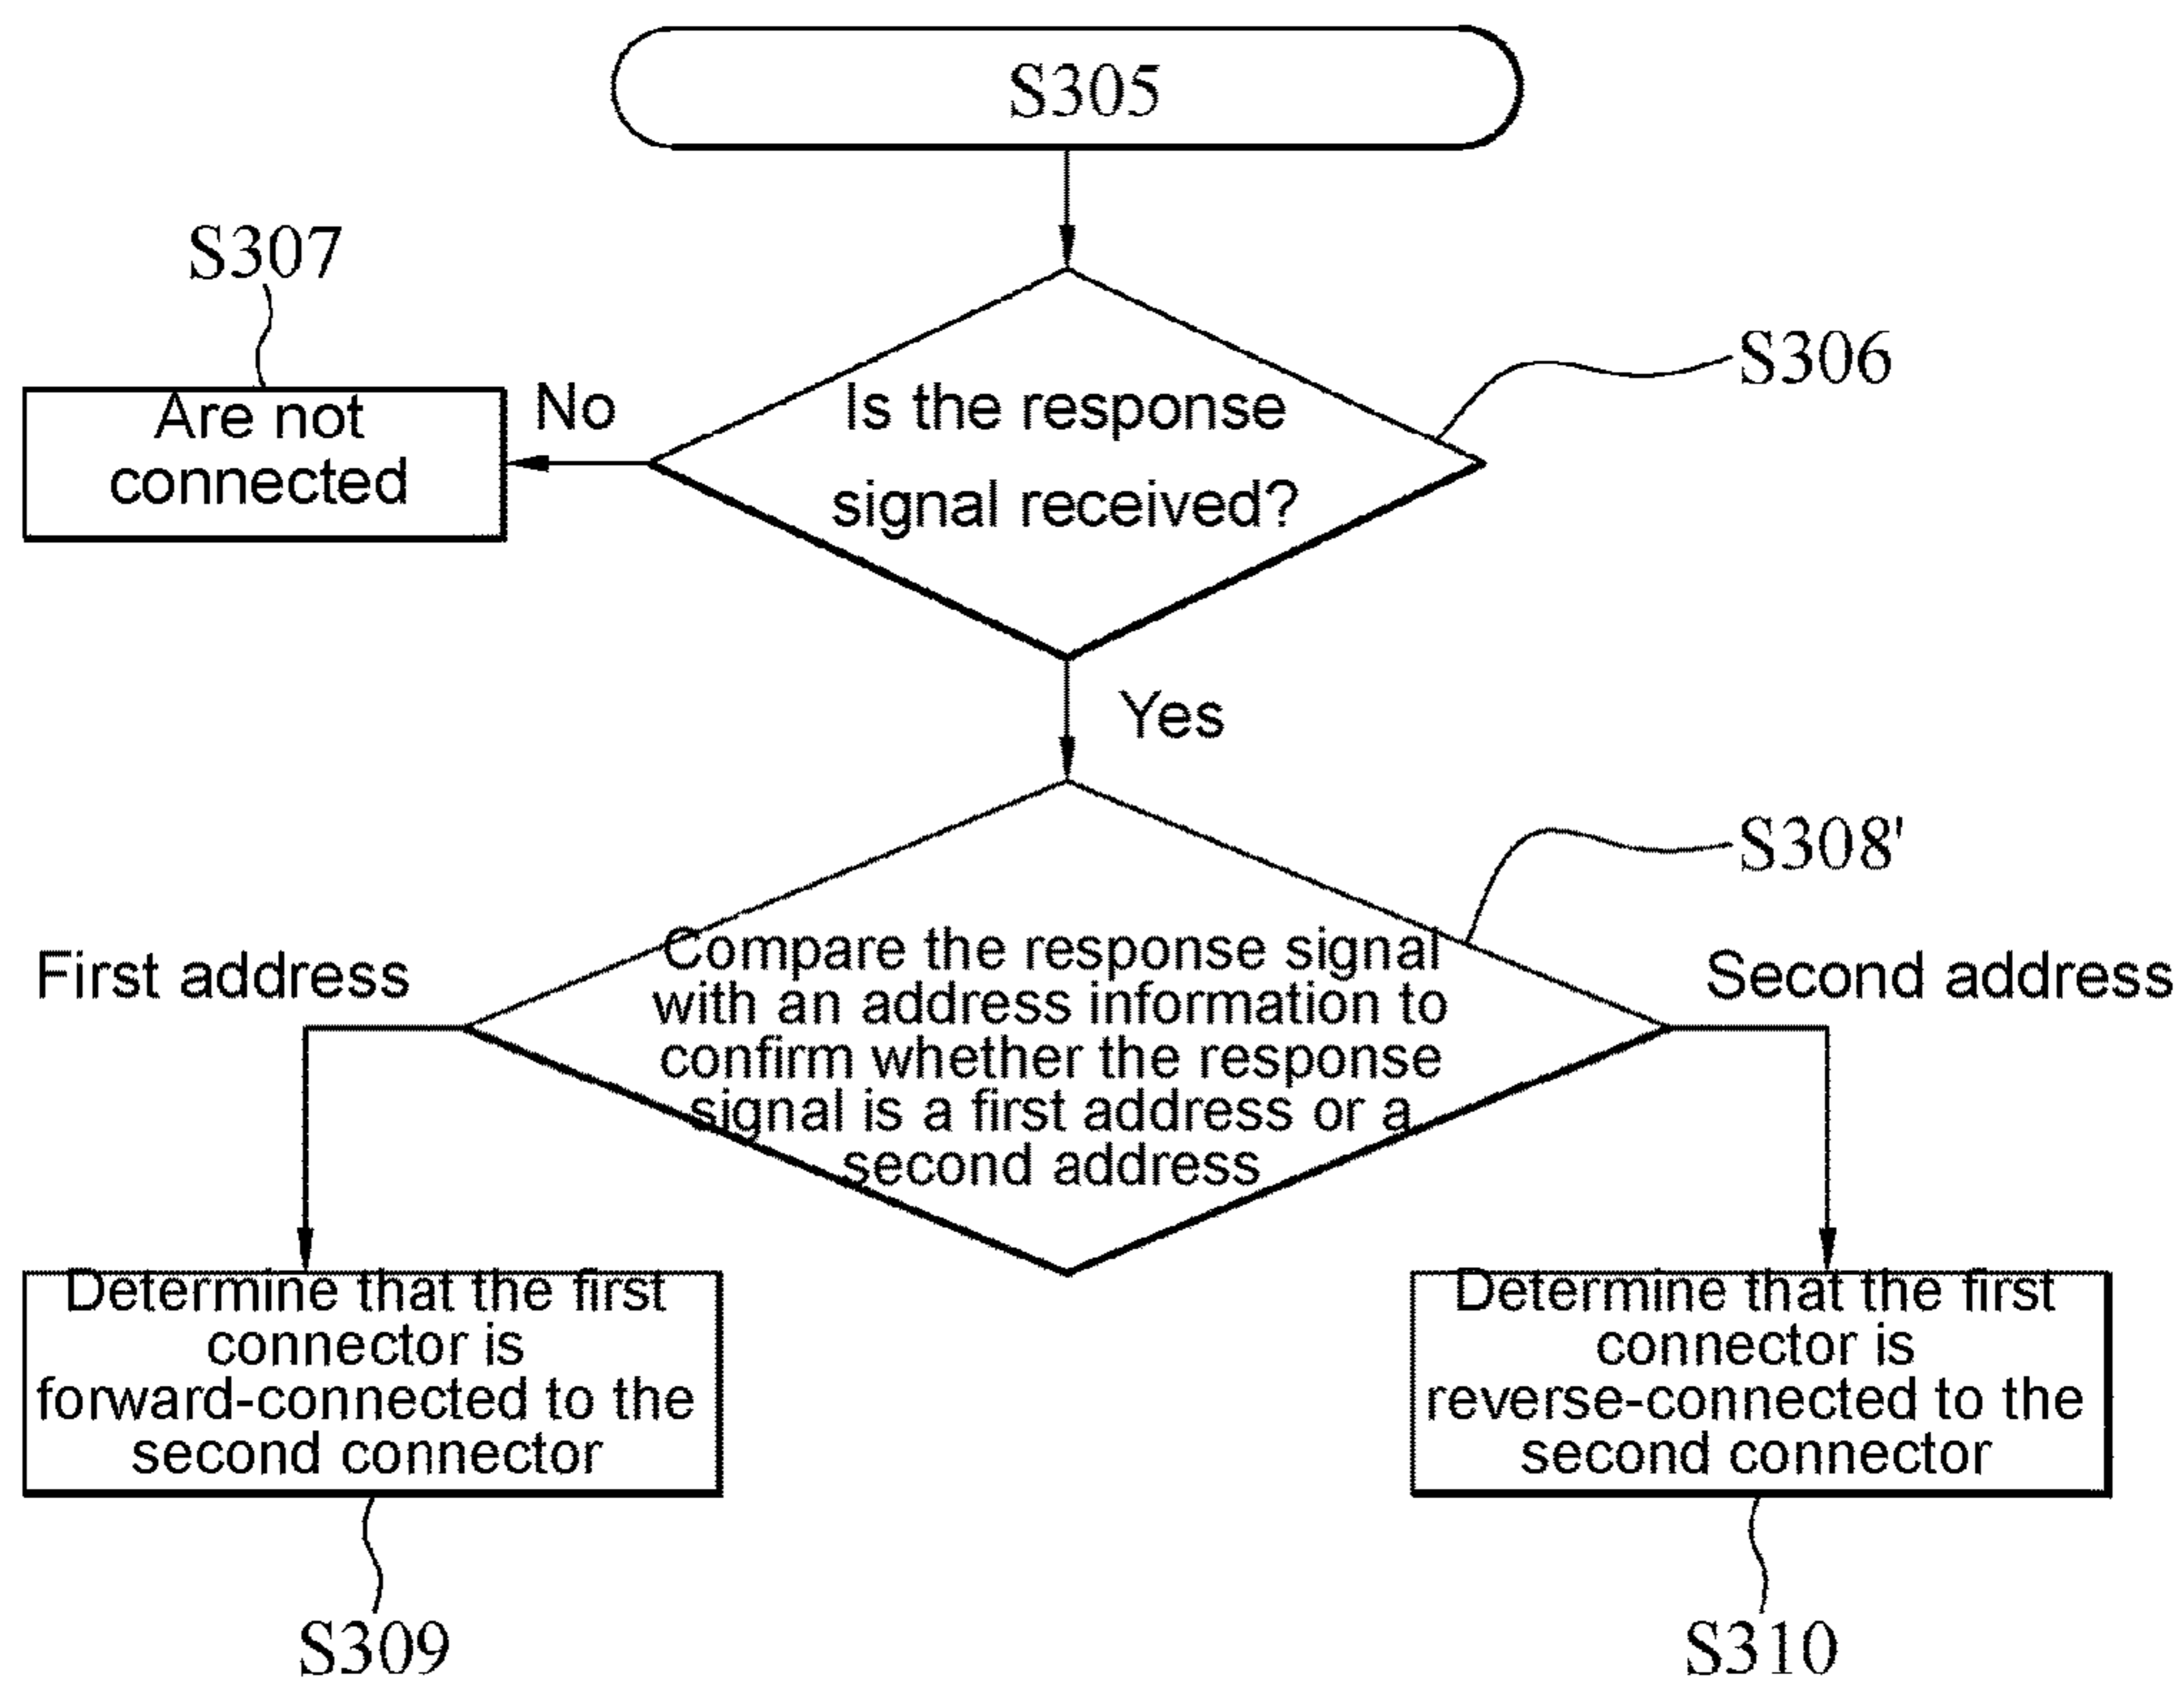 S305
S307
S306
Are not
connected
No
Is the response
signal received?
Yes
S308'
First address
Compare the response signal
with an address information to
confirm whether the response
signal is a first address or a
second address
Second address
Determine that the first
connector is
forward-connected to the
second connector
Determine that the first
connector is
reverse-connected to the
second connector
S309
S310